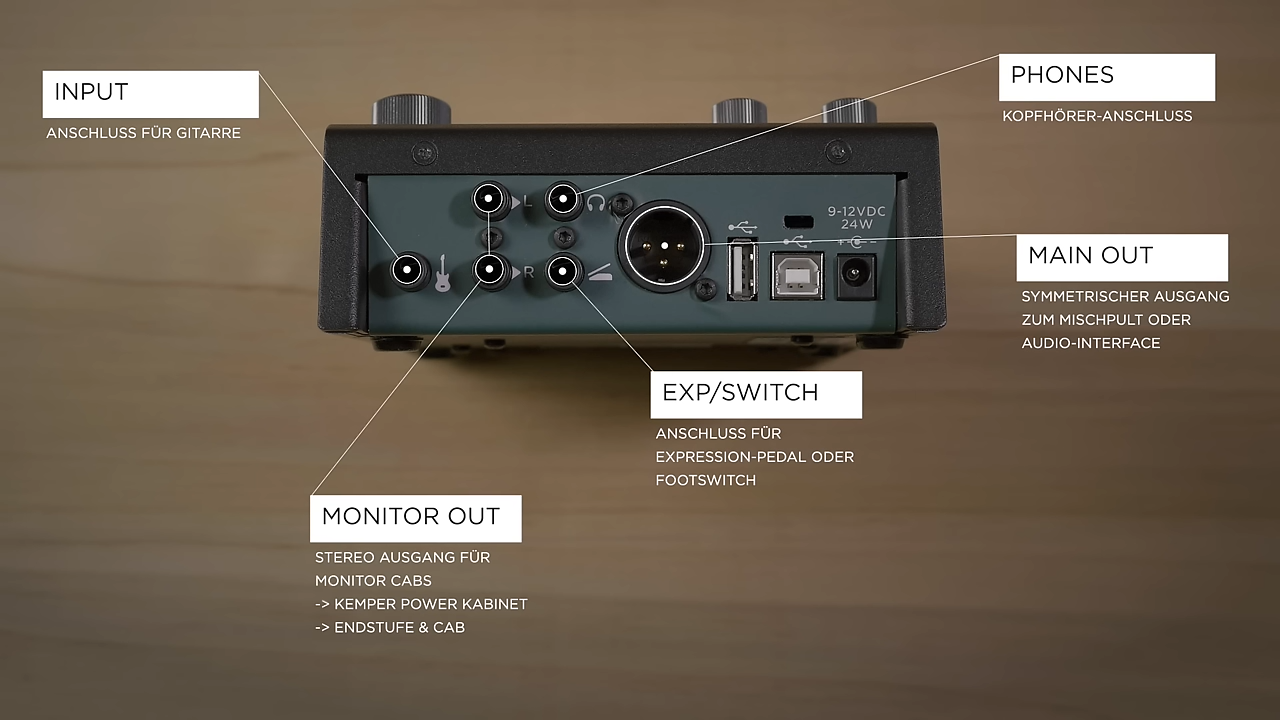 INPUT
ANSCHLUSS FÜR GITARRE
PHONES
KOPFHÖRER-ANSCHLUSS
L
R
9-12VDC
24W
+ -
MAIN OUT
SYMMETRISCHER AUSGANG
ZUM MISCHPULT ODER
AUDIO-INTERFACE
EXP/SWITCH
ANSCHLUSS FÜR
EXPRESSION-PEDAL ODER
FOOTSWITCH
MONITOR OUT
STEREO AUSGANG FÜR
MONITOR CABS
-> KEMPER POWER KABINET
-> ENDSTUFE & CAB